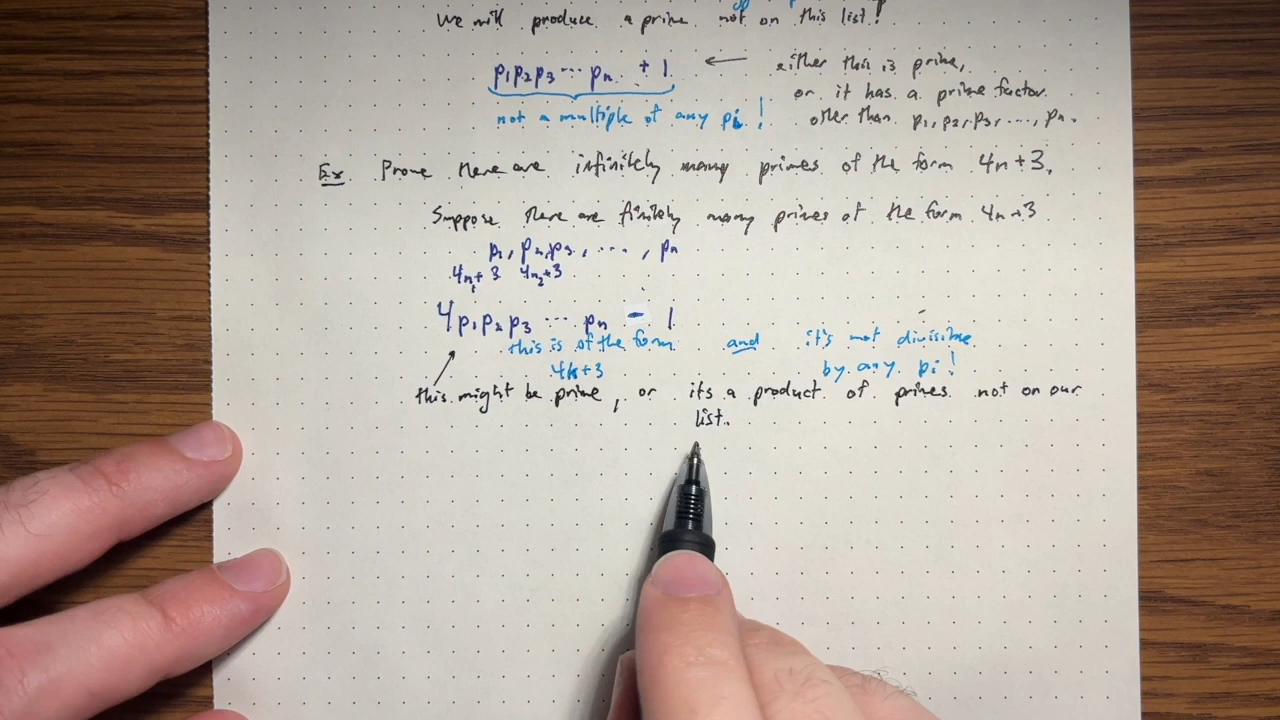 We will produce a prime not on this list!
p₁p₂p₃ ... pₙ + 1 ← either this is prime,
or it has a prime factor
not a multiple of any pᵢ! other than p₁, p₂, p₃, ..., pₙ.
Ex Prove there are infinitely many primes of the form 4n+3.
Suppose there are finitely many primes of the form 4n+3
p₁, p₂, p₃, ..., pₙ
4n₁+3 4n₂+3
4p₁p₂p₃ ... pₙ - 1
this is of the form and it's not divisible
4k+3 by any pᵢ!
this might be prime, or its a product of primes not on our
list.